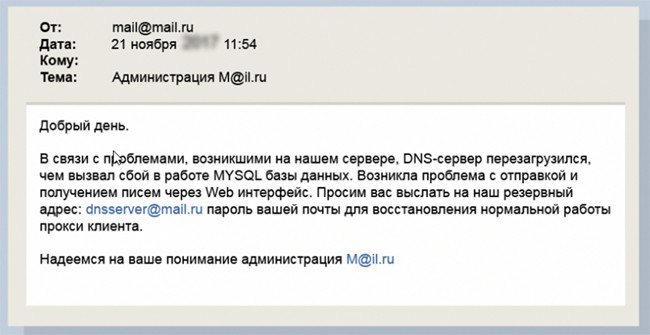 От: mail@mail.ru
Дата: 21 ноября 2017 11:54
Кому:
Тема: Администрация M@il.ru
Добрый день.
В связи с проблемами, возникшими на нашем сервере, DNS-сервер перезагрузился,
чем вызвал сбой в работе MYSQL базы данных. Возникла проблема с отправкой и
получением писем через Web интерфейс. Просим вас выслать на наш резервный
адрес: dnsserver@mail.ru пароль вашей почты для восстановления нормальной работы
прокси клиента.
Надеемся на ваше понимание администрация M@il.ru